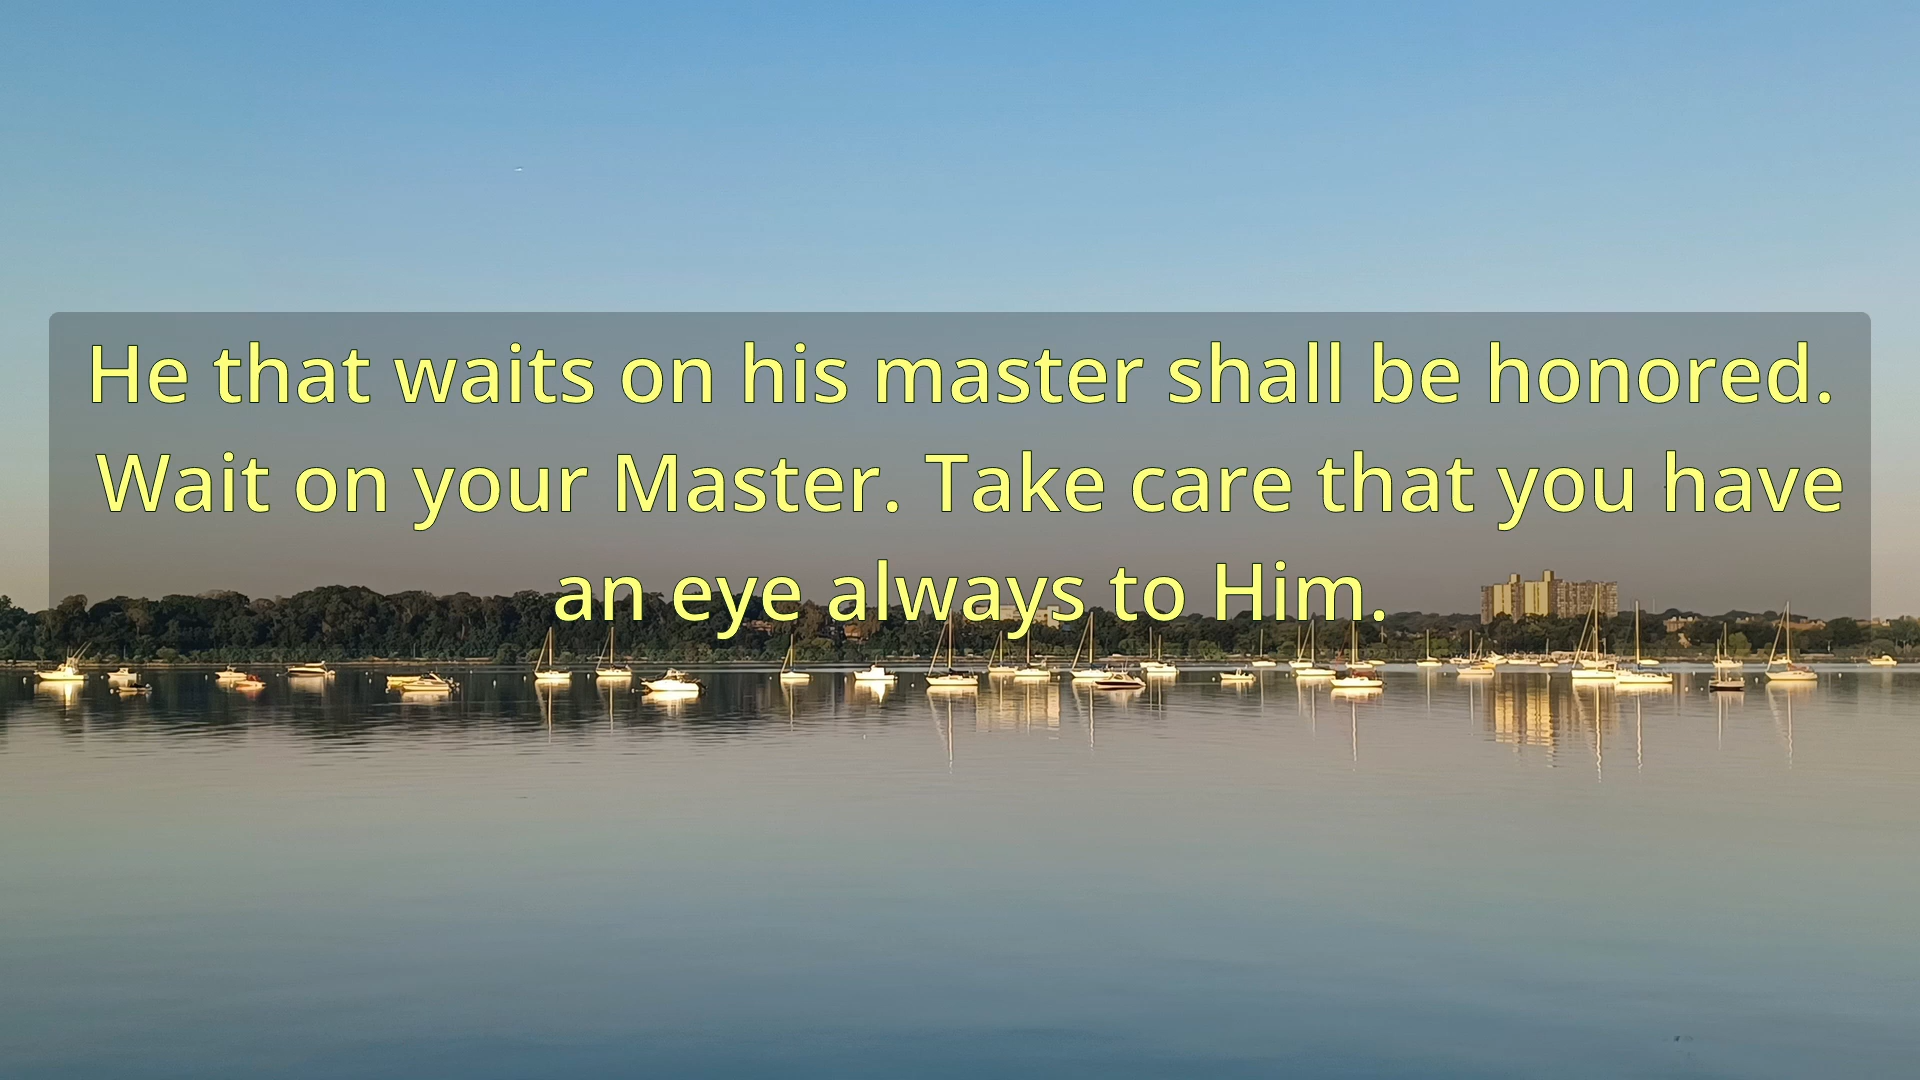 He that waits on his master shall be honored.
Wait on your Master. Take care that you have
an eye always to Him.